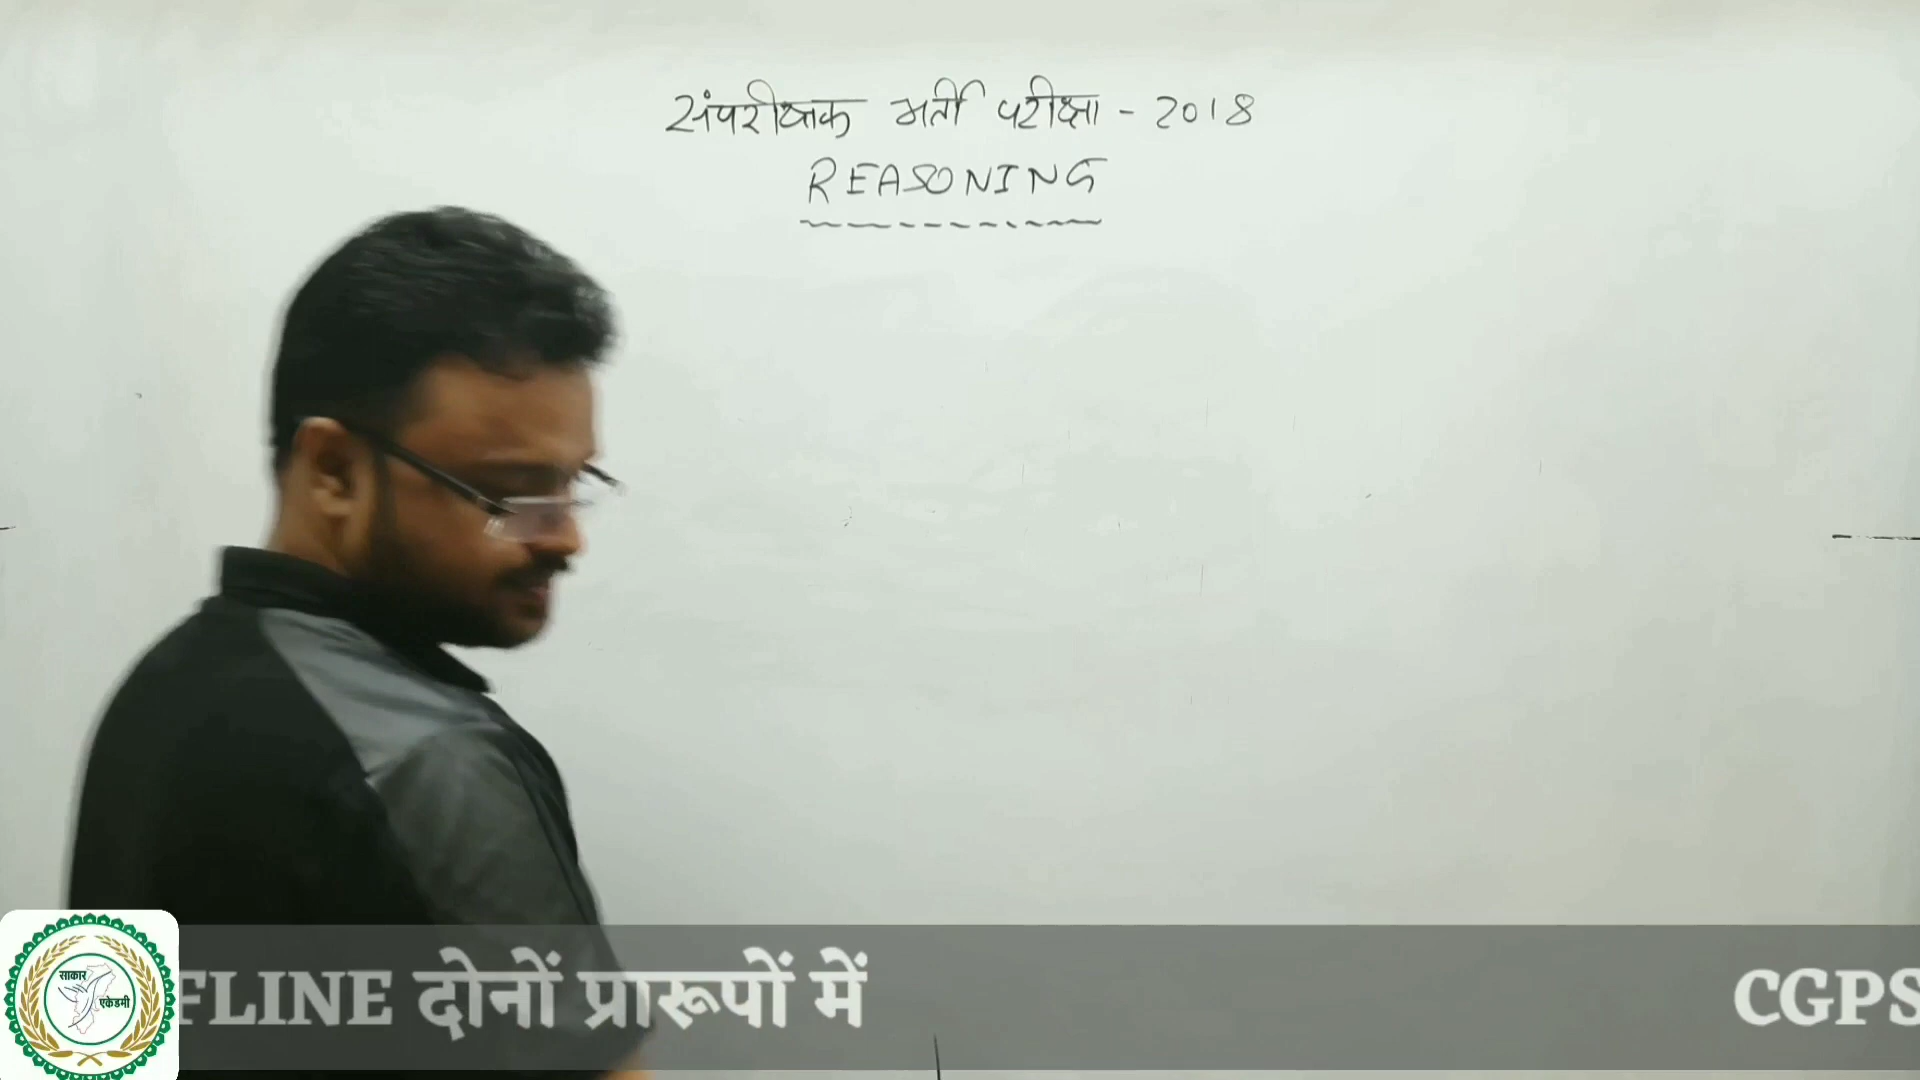 संपरीक्षक भर्ती परीक्षा - 2018
REASONING
साकार
एकेडमी
FLINE दोनों प्रारूपों में
CGPS